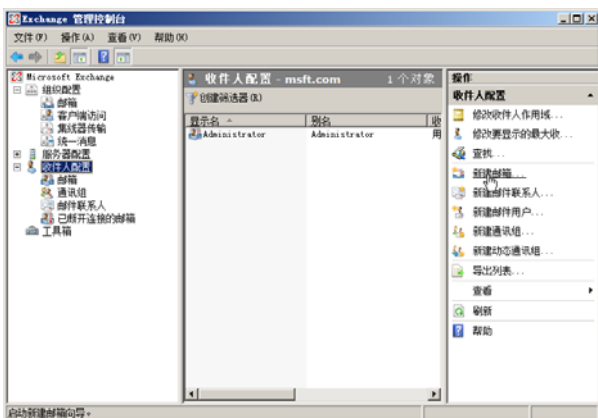 Exchange 管理控制台
文件(F) 操作(A) 查看(V) 帮助(H)
Microsoft Exchange
组织配置
邮箱
客户端访问
集线器传输
统一消息
服务器配置
收件人配置
邮箱
通讯组
邮件联系人
已断开连接的邮箱
工具箱
收件人配置 - msft.com 1 个对象
创建筛选器(R)
显示名 别名 收
Administrator Administrator 用
操作
收件人配置
修改收件人作用域...
修改要显示的最大收...
查找...
新建邮箱...
新建邮件联系人...
新建邮件用户...
新建通讯组...
新建动态通讯组...
导出列表...
查看
刷新
帮助
启动新建邮箱向导。